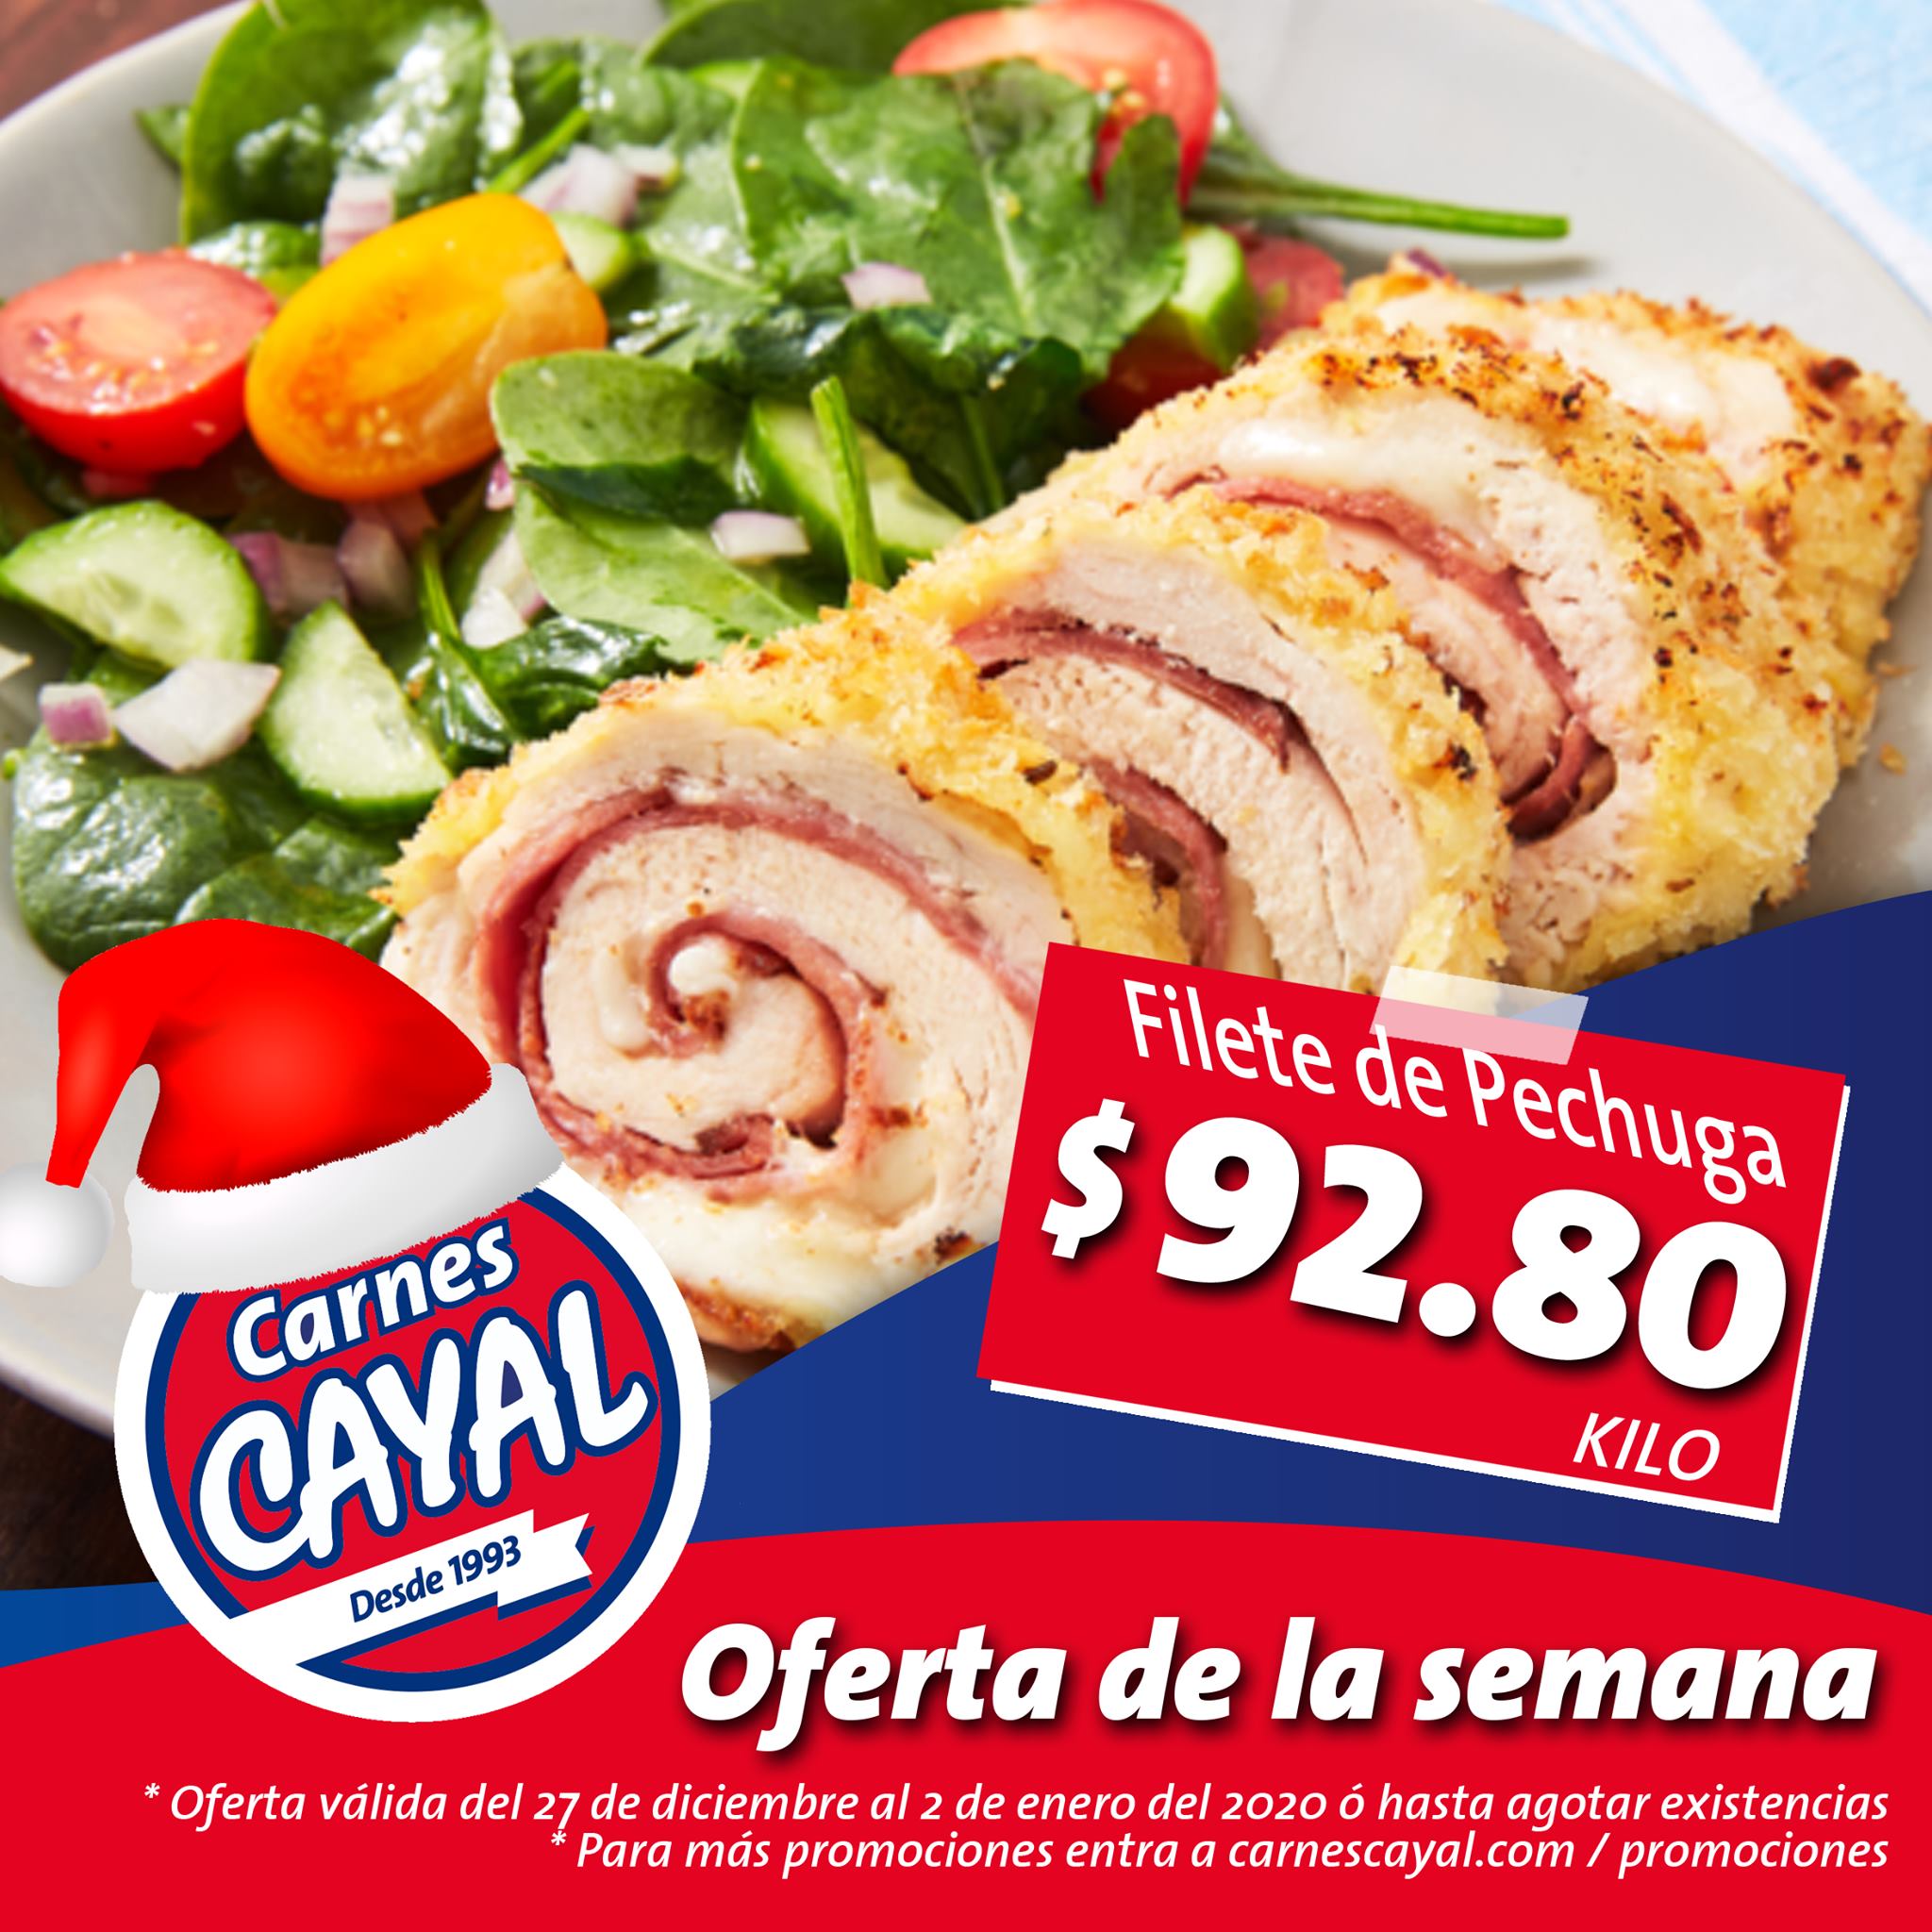 Filete de Pechuga
$92.80
KILO
Carnes
CAYAL
Desde 1993
Oferta de la semana
* Oferta válida del 27 de diciembre al 2 de enero del 2020 ó hasta agotar existencias
* Para más promociones entra a carnescayal.com / promociones